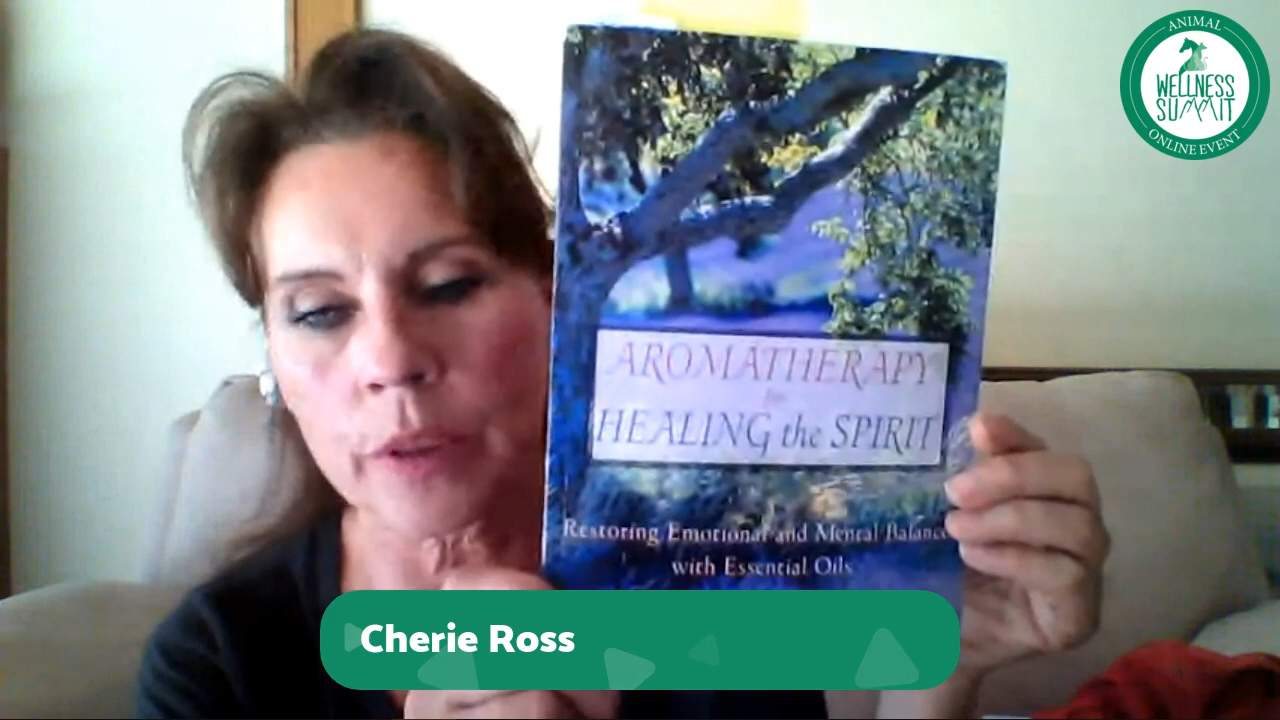 ANIMAL
WELLNESS
SUMMIT
ONLINE EVENT
AROMATHERAPY
for
HEALING the SPIRIT
Restoring Emotional and Mental Balance
with Essential Oils
Cherie Ross